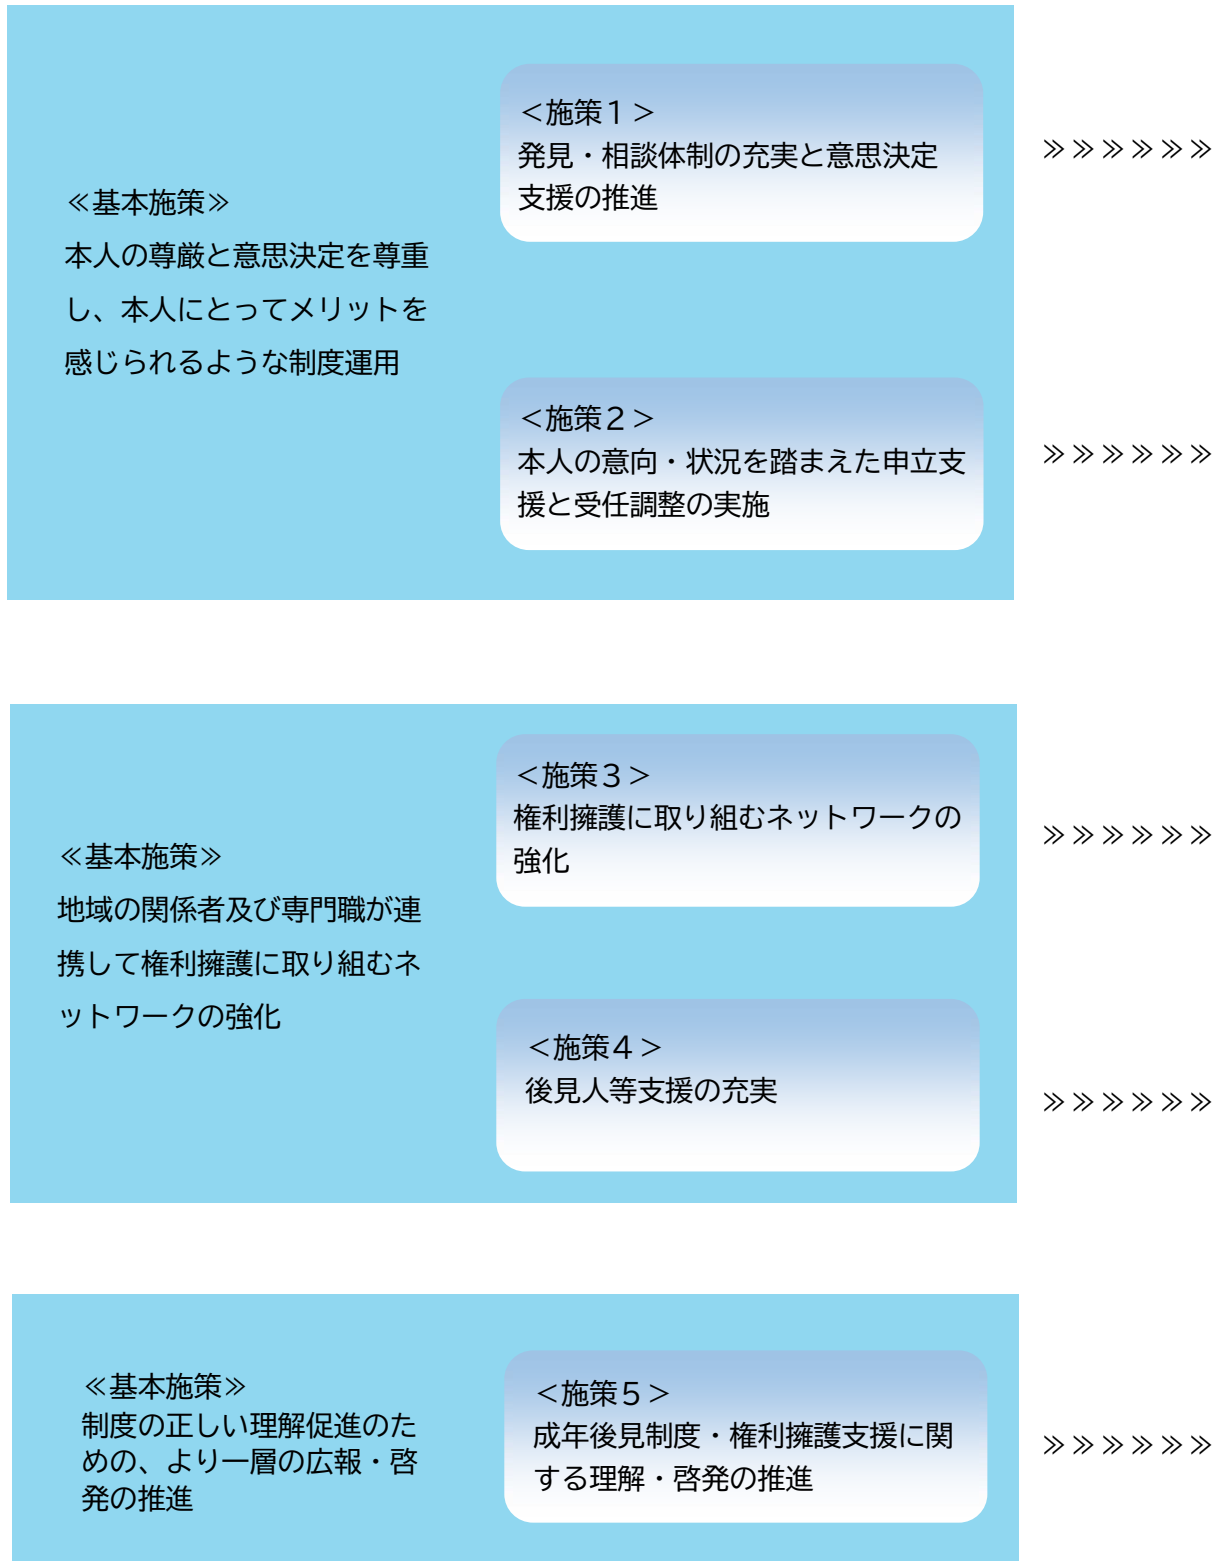 ≪基本施策≫
本人の尊厳と意思決定を尊重
し、本人にとってメリットを
感じられるような制度運用
＜施策１＞
発見・相談体制の充実と意思決定
支援の推進
≫≫≫≫≫≫
＜施策２＞
本人の意向・状況を踏まえた申立支
援と受任調整の実施
≫≫≫≫≫≫
≪基本施策≫
地域の関係者及び専門職が連
携して権利擁護に取り組むネ
ットワークの強化
＜施策３＞
権利擁護に取り組むネットワークの
強化
≫≫≫≫≫≫
＜施策４＞
後見人等支援の充実
≫≫≫≫≫≫
≪基本施策≫
制度の正しい理解促進のた
めの、より一層の広報・啓
発の推進
＜施策５＞
成年後見制度・権利擁護支援に関
する理解・啓発の推進
≫≫≫≫≫≫